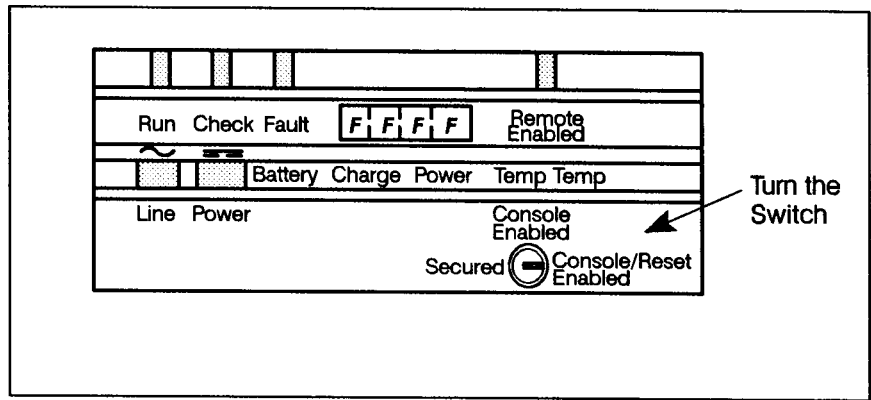 Run Check Fault F F F F Remote
Enabled
Battery Charge Power Temp Temp
Line Power
Console
Enabled
Secured Console/Reset
Enabled
Turn the
Switch